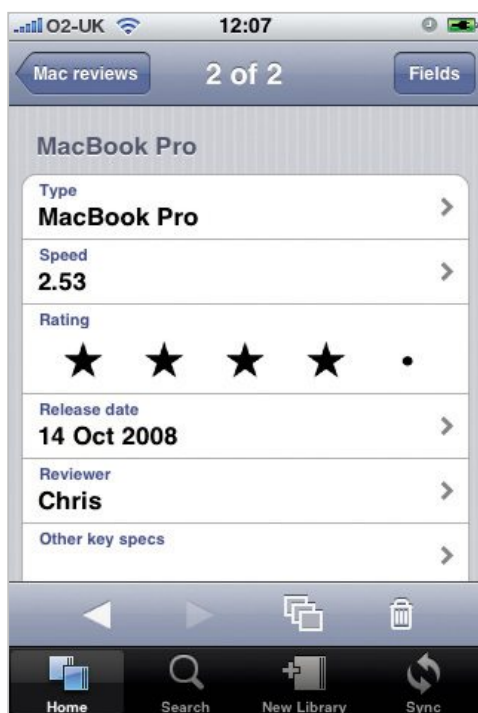 O2-UK 12:07
Mac reviews 2 of 2 Fields
MacBook Pro
Type
MacBook Pro
Speed
2.53
Rating
Release date
14 Oct 2008
Reviewer
Chris
Other key specs
Home Search New Library Sync